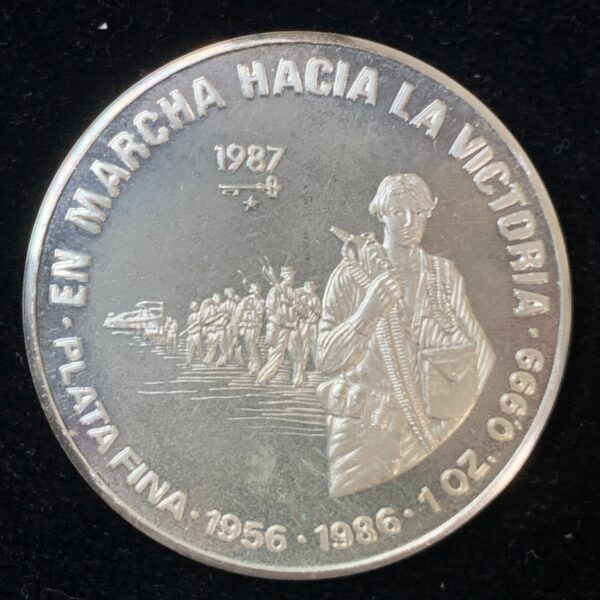 EN MARCHA HACIA LA VICTORIA ·
1987
PLATA FINA · 1956 · 1986 · 1 OZ. 0.999 ·